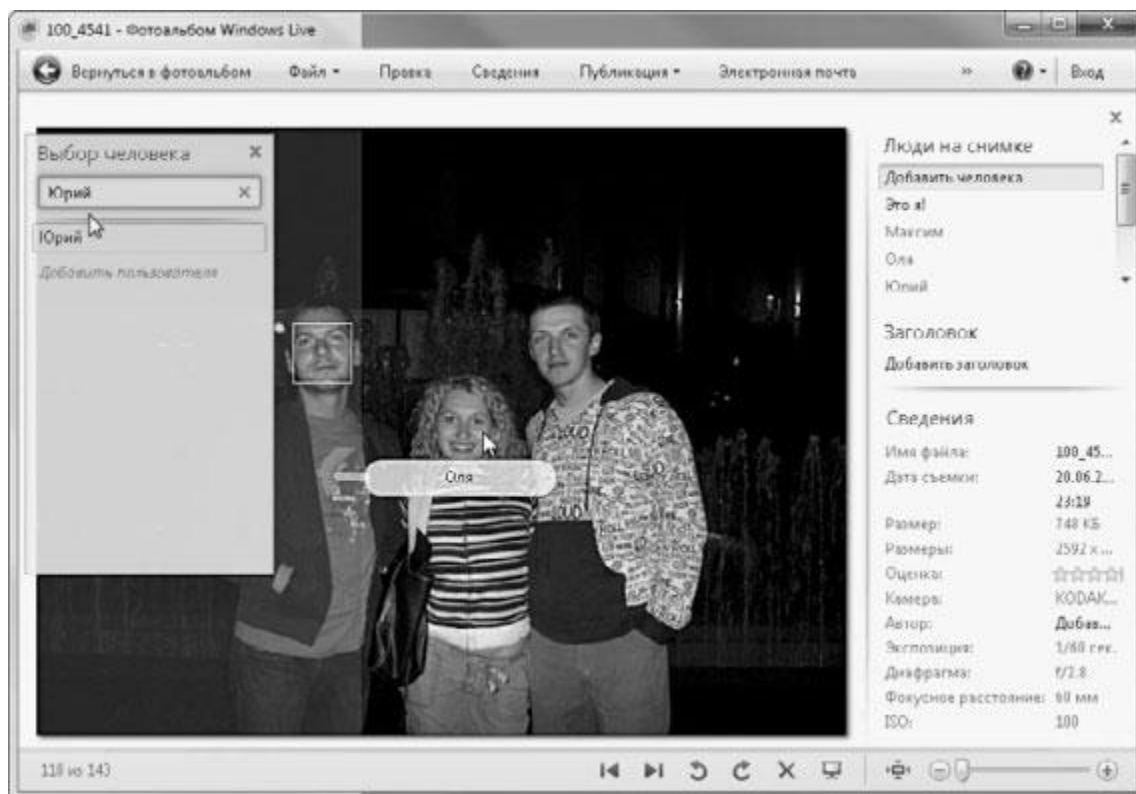 100_4541 - Фотоальбом Windows Live
Вернуться в фотоальбом Файл Правка Сведения Публикация Электронная почта » Вход
Выбор человека
Юрий
Юрий
Добавить пользователя
Оля
Люди на снимке
Добавить человека
Это я!
Максим
Оля
Юрий
Заголовок
Добавить заголовок
Сведения
Имя файла: 100_45...
Дата съемки: 20.06.2...
23:19
Размер: 748 КБ
Размеры: 2592 x ...
Оценка:
Камера: KODAK...
Автор: Добав...
Экспозиция: 1/60 сек.
Диафрагма: f/2.8
Фокусное расстояние: 60 мм
ISO: 100
118 из 143